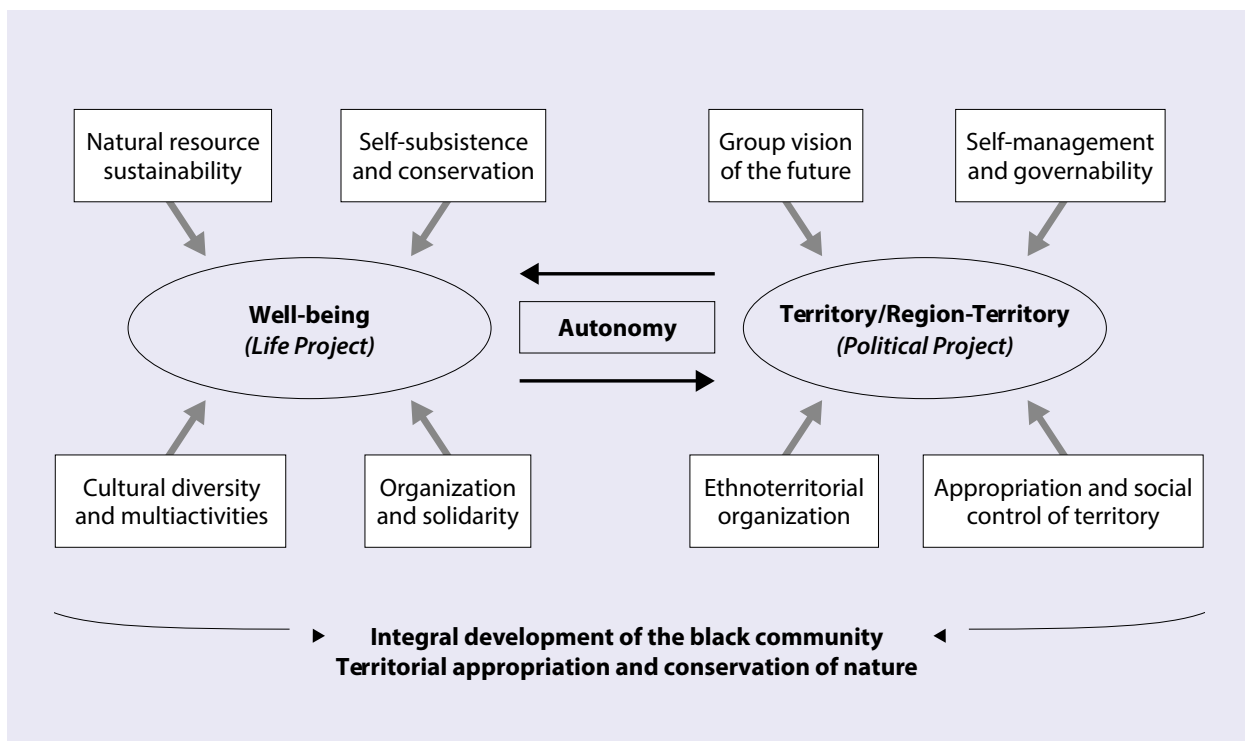 Natural resource
sustainability
Self-subsistence
and conservation
Group vision
of the future
Self-management
and governability
Well-being
(Life Project)
Autonomy
Territory/Region-Territory
(Political Project)
Cultural diversity
and multiactivities
Organization
and solidarity
Ethnoterritorial
organization
Appropriation and social
control of territory
Integral development of the black community
Territorial appropriation and conservation of nature